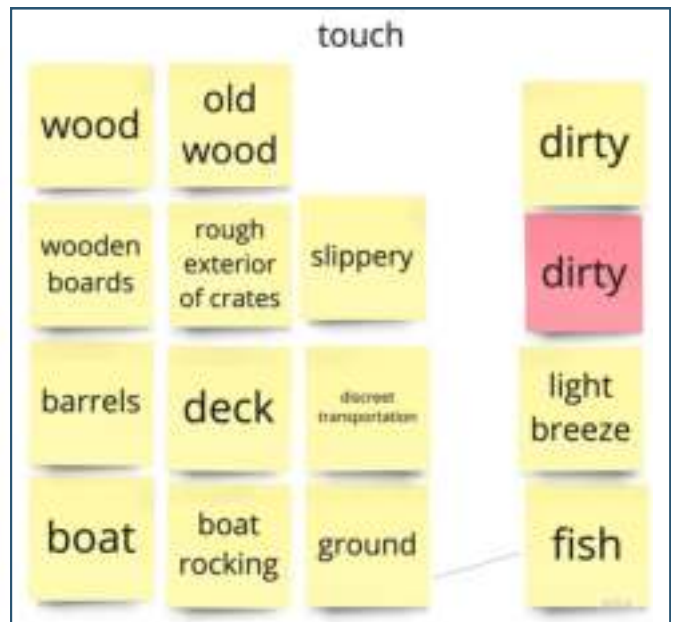 touch
wood
old
wood
dirty
wooden
boards
rough
exterior
of crates
slippery
dirty
barrels
deck
discreet
transportation
light
breeze
boat
boat
rocking
ground
fish